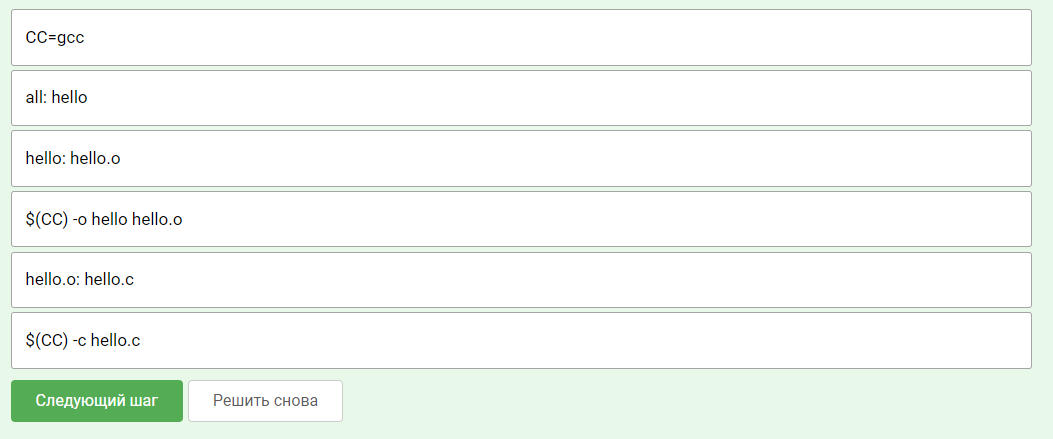 CC=gcc
all: hello
hello: hello.o
$(CC) -o hello hello.o
hello.o: hello.c
$(CC) -c hello.c
Следующий шаг Решить снова